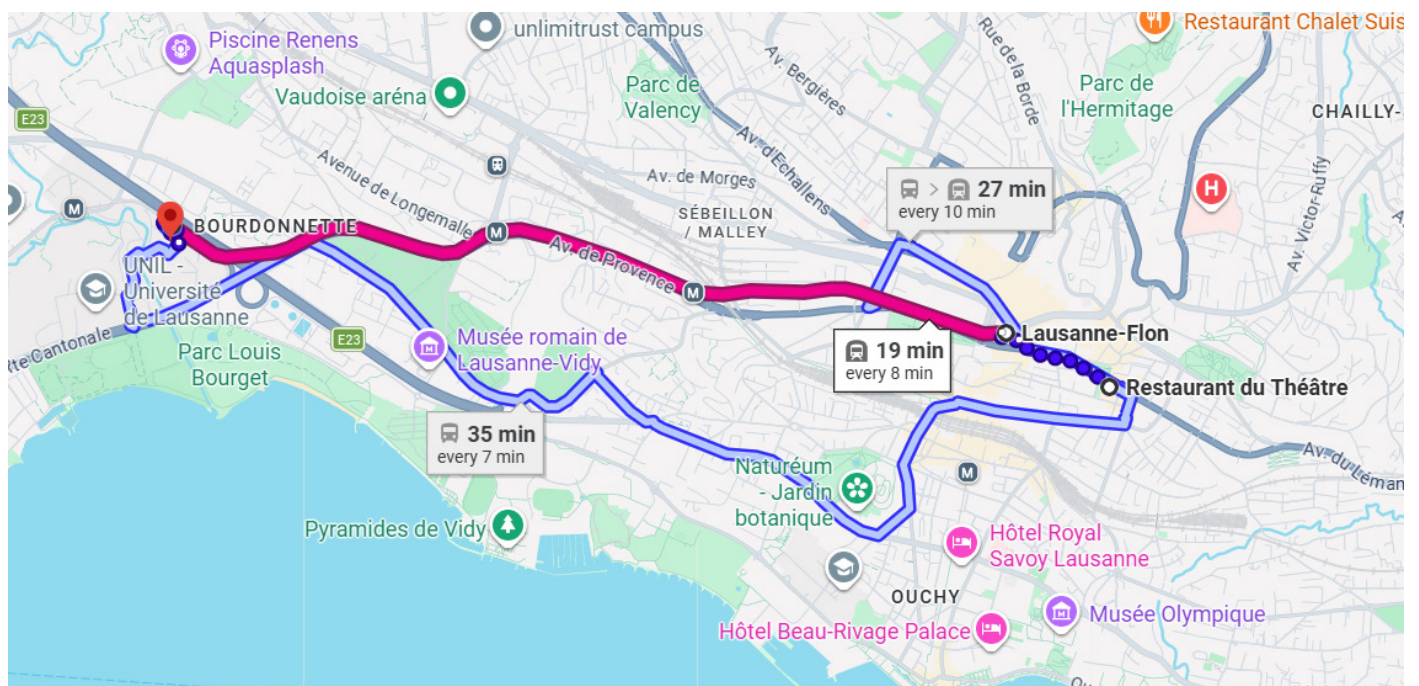 unlimitrust campus
Restaurant Chalet Suis
Piscine Renens
Aquasplash
Av. Bergières
Rue de la Borde
Vaudoise aréna
Parc de
Valency
Parc de
l'Hermitage
CHAILLY-
E23
Av. d'Echallens
Avenue de Longemalle
Av. de Morges
27 min
every 10 min
H
Av. Victor-Ruffy
M
BOURDONNETTE
SÉBEILLON
/ MALLEY
M
Av. de Provence
M
UNIL -
Université
de Lausanne
tte Cantonale
E23
Musée romain de
Lausanne-Vidy
Parc Louis
Bourget
Lausanne-Flon
19 min
every 8 min
Restaurant du Théâtre
35 min
every 7 min
Av. du Léman
M
Naturéum
- Jardin
botanique
Pyramides de Vidy
Hôtel Royal
Savoy Lausanne
OUCHY
Musée Olympique
Hôtel Beau-Rivage Palace